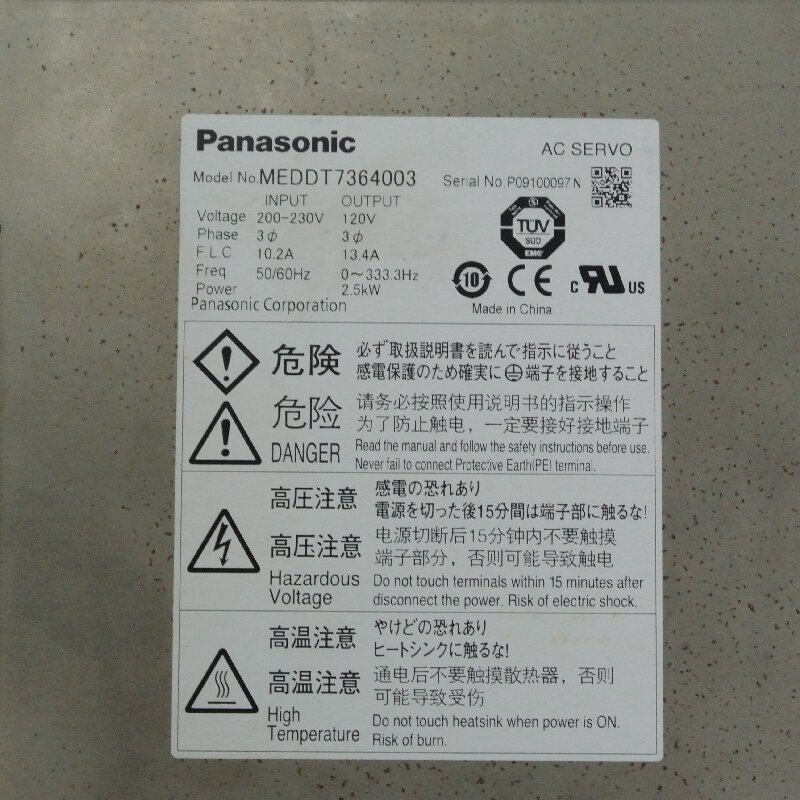 Panasonic AC SERVO
Model No. MEDDT7364003 Serial No. P09100097N
INPUT OUTPUT
Voltage 200-230V 120V
Phase 3φ 3φ
F.L.C 10.2A 13.4A
Freq 50/60Hz 0~333.3Hz
Power 2.5kW
Panasonic Corporation
TÜV
SÜD
EMC
10 CE c RU US
Made in China
危険 必ず取扱説明書を読んで指示に従うこと
感電保護のため確実に⏚端子を接地すること
危险 请务必按照使用说明书的指示操作
为了防止触电，一定要接好接地端子
DANGER Read the manual and follow the safety instructions before use.
Never fail to connect Protective Earth(PE) terminal.
高圧注意 感電の恐れあり
電源を切った後15分間は端子部に触るな!
高压注意 电源切断后15分钟内不要触摸
端子部分，否则可能导致触电
Hazardous Voltage Do not touch terminals within 15 minutes after
disconnect the power. Risk of electric shock.
高温注意 やけどの恐れあり
ヒートシンクに触るな!
高温注意 通电后不要触摸散热器，否则
可能导致受伤
High Temperature Do not touch heatsink when power is ON.
Risk of burn.